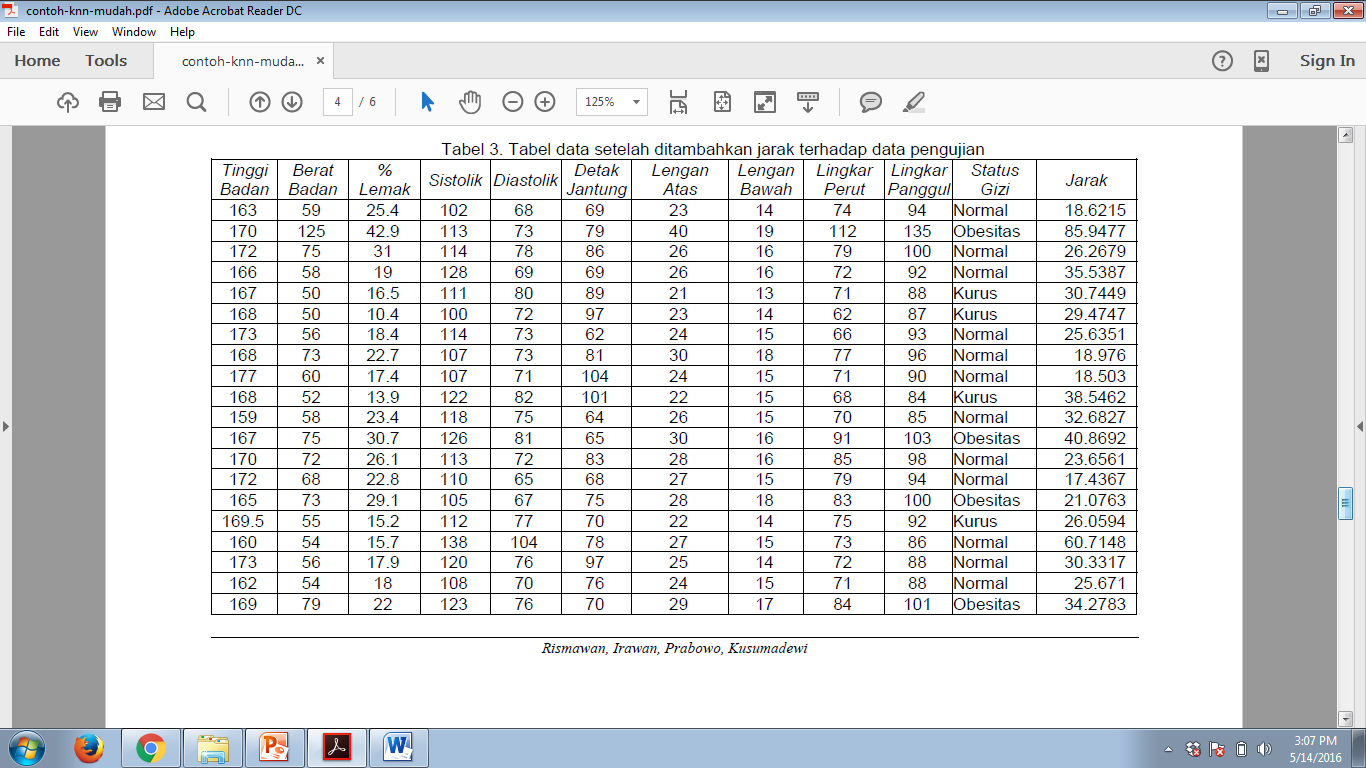 contoh-knn-mudah.pdf - Adobe Acrobat Reader DC
File Edit View Window Help
Home Tools contoh-knn-muda... × Sign In
4 / 6 125%
Tabel 3. Tabel data setelah ditambahkan jarak terhadap data pengujian
Tinggi Badan Berat Badan % Lemak Sistolik Diastolik Detak Jantung Lengan Atas Lengan Bawah Lingkar Perut Lingkar Panggul Status Gizi Jarak
163 59 25.4 102 68 69 23 14 74 94 Normal 18.6215
170 125 42.9 113 73 79 40 19 112 135 Obesitas 85.9477
172 75 31 114 78 86 26 16 79 100 Normal 26.2679
166 58 19 128 69 69 26 16 72 92 Normal 35.5387
167 50 16.5 111 80 89 21 13 71 88 Kurus 30.7449
168 50 10.4 100 72 97 23 14 62 87 Kurus 29.4747
173 56 18.4 114 73 62 24 15 66 93 Normal 25.6351
168 73 22.7 107 73 81 30 18 77 96 Normal 18.976
177 60 17.4 107 71 104 24 15 71 90 Normal 18.503
168 52 13.9 122 82 101 22 15 68 84 Kurus 38.5462
159 58 23.4 118 75 64 26 15 70 85 Normal 32.6827
167 75 30.7 126 81 65 30 16 91 103 Obesitas 40.8692
170 72 26.1 113 72 83 28 16 85 98 Normal 23.6561
172 68 22.8 110 65 68 27 15 79 94 Normal 17.4367
165 73 29.1 105 67 75 28 18 83 100 Obesitas 21.0763
169.5 55 15.2 112 77 70 22 14 75 92 Kurus 26.0594
160 54 15.7 138 104 78 27 15 73 86 Normal 60.7148
173 56 17.9 120 76 97 25 14 72 88 Normal 30.3317
162 54 18 108 70 76 24 15 71 88 Normal 25.671
169 79 22 123 76 70 29 17 84 101 Obesitas 34.2783
Rismawan, Irawan, Prabowo, Kusumadewi
3:07 PM
5/14/2016